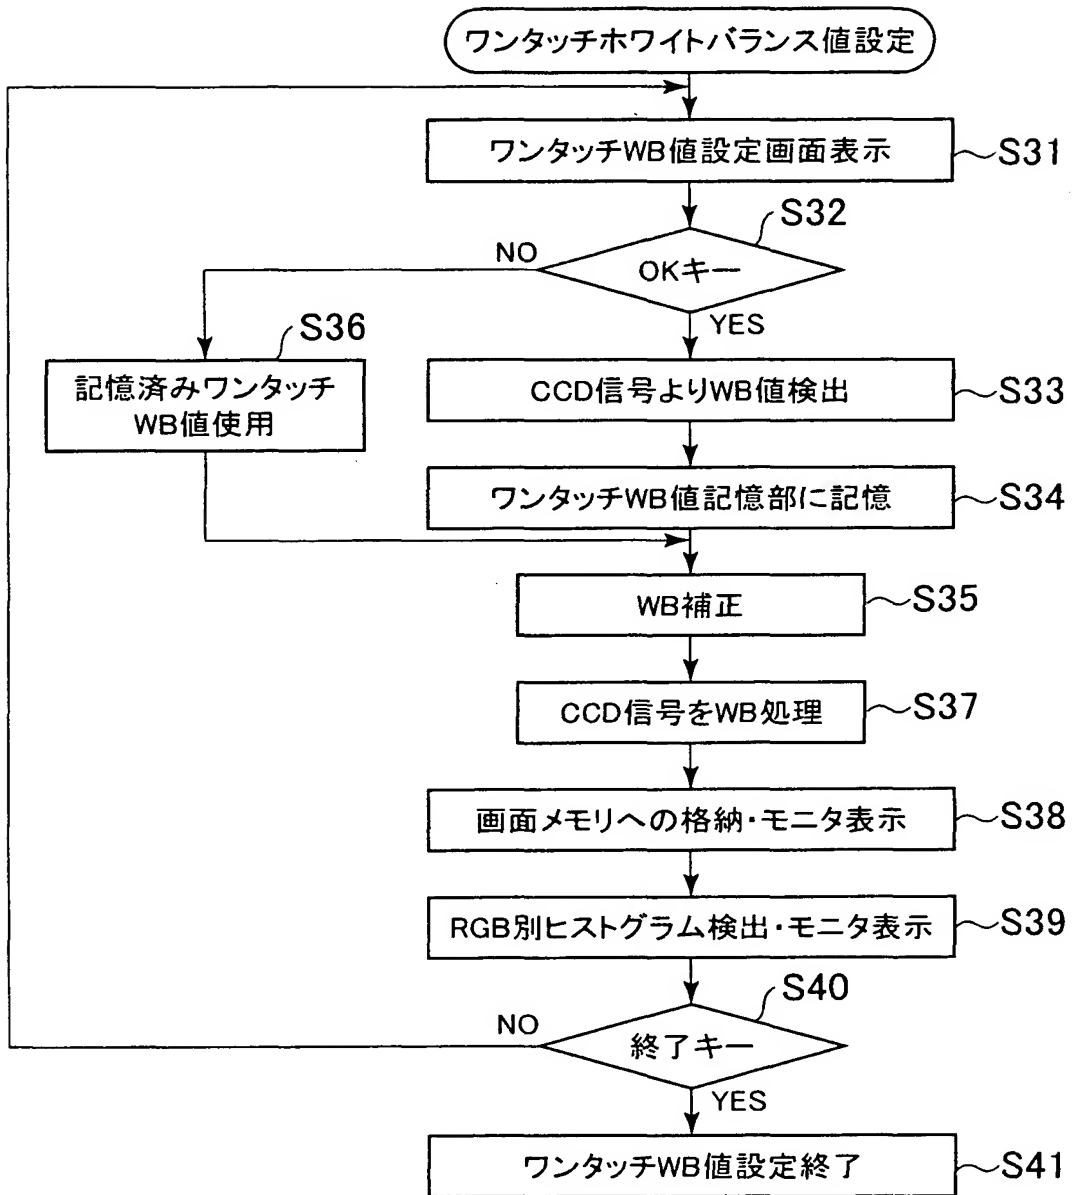 ワンタッチホワイトバランス値設定
ワンタッチWB値設定画面表示
S31
S32
OKキー
NO
YES
S36
記憶済みワンタッチ
WB値使用
CCD信号よりWB値検出
S33
ワンタッチWB値記憶部に記憶
S34
WB補正
S35
CCD信号をWB処理
S37
画面メモリへの格納・モニタ表示
S38
RGB別ヒストグラム検出・モニタ表示
S39
S40
終了キー
NO
YES
ワンタッチWB値設定終了
S41